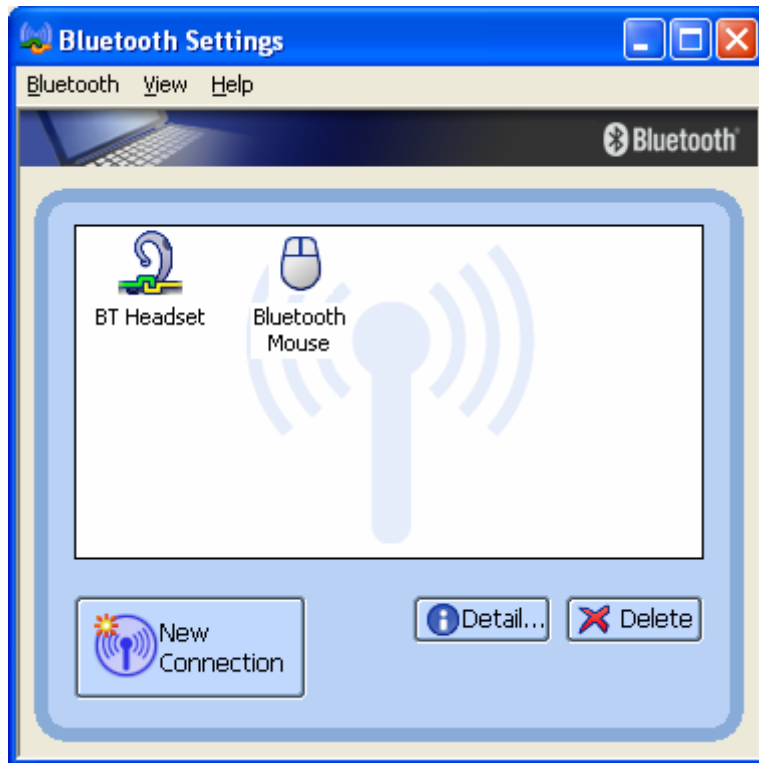 Bluetooth Settings
Bluetooth View Help
Bluetooth
BT Headset
Bluetooth
Mouse
New
Connection
Detail...
Delete